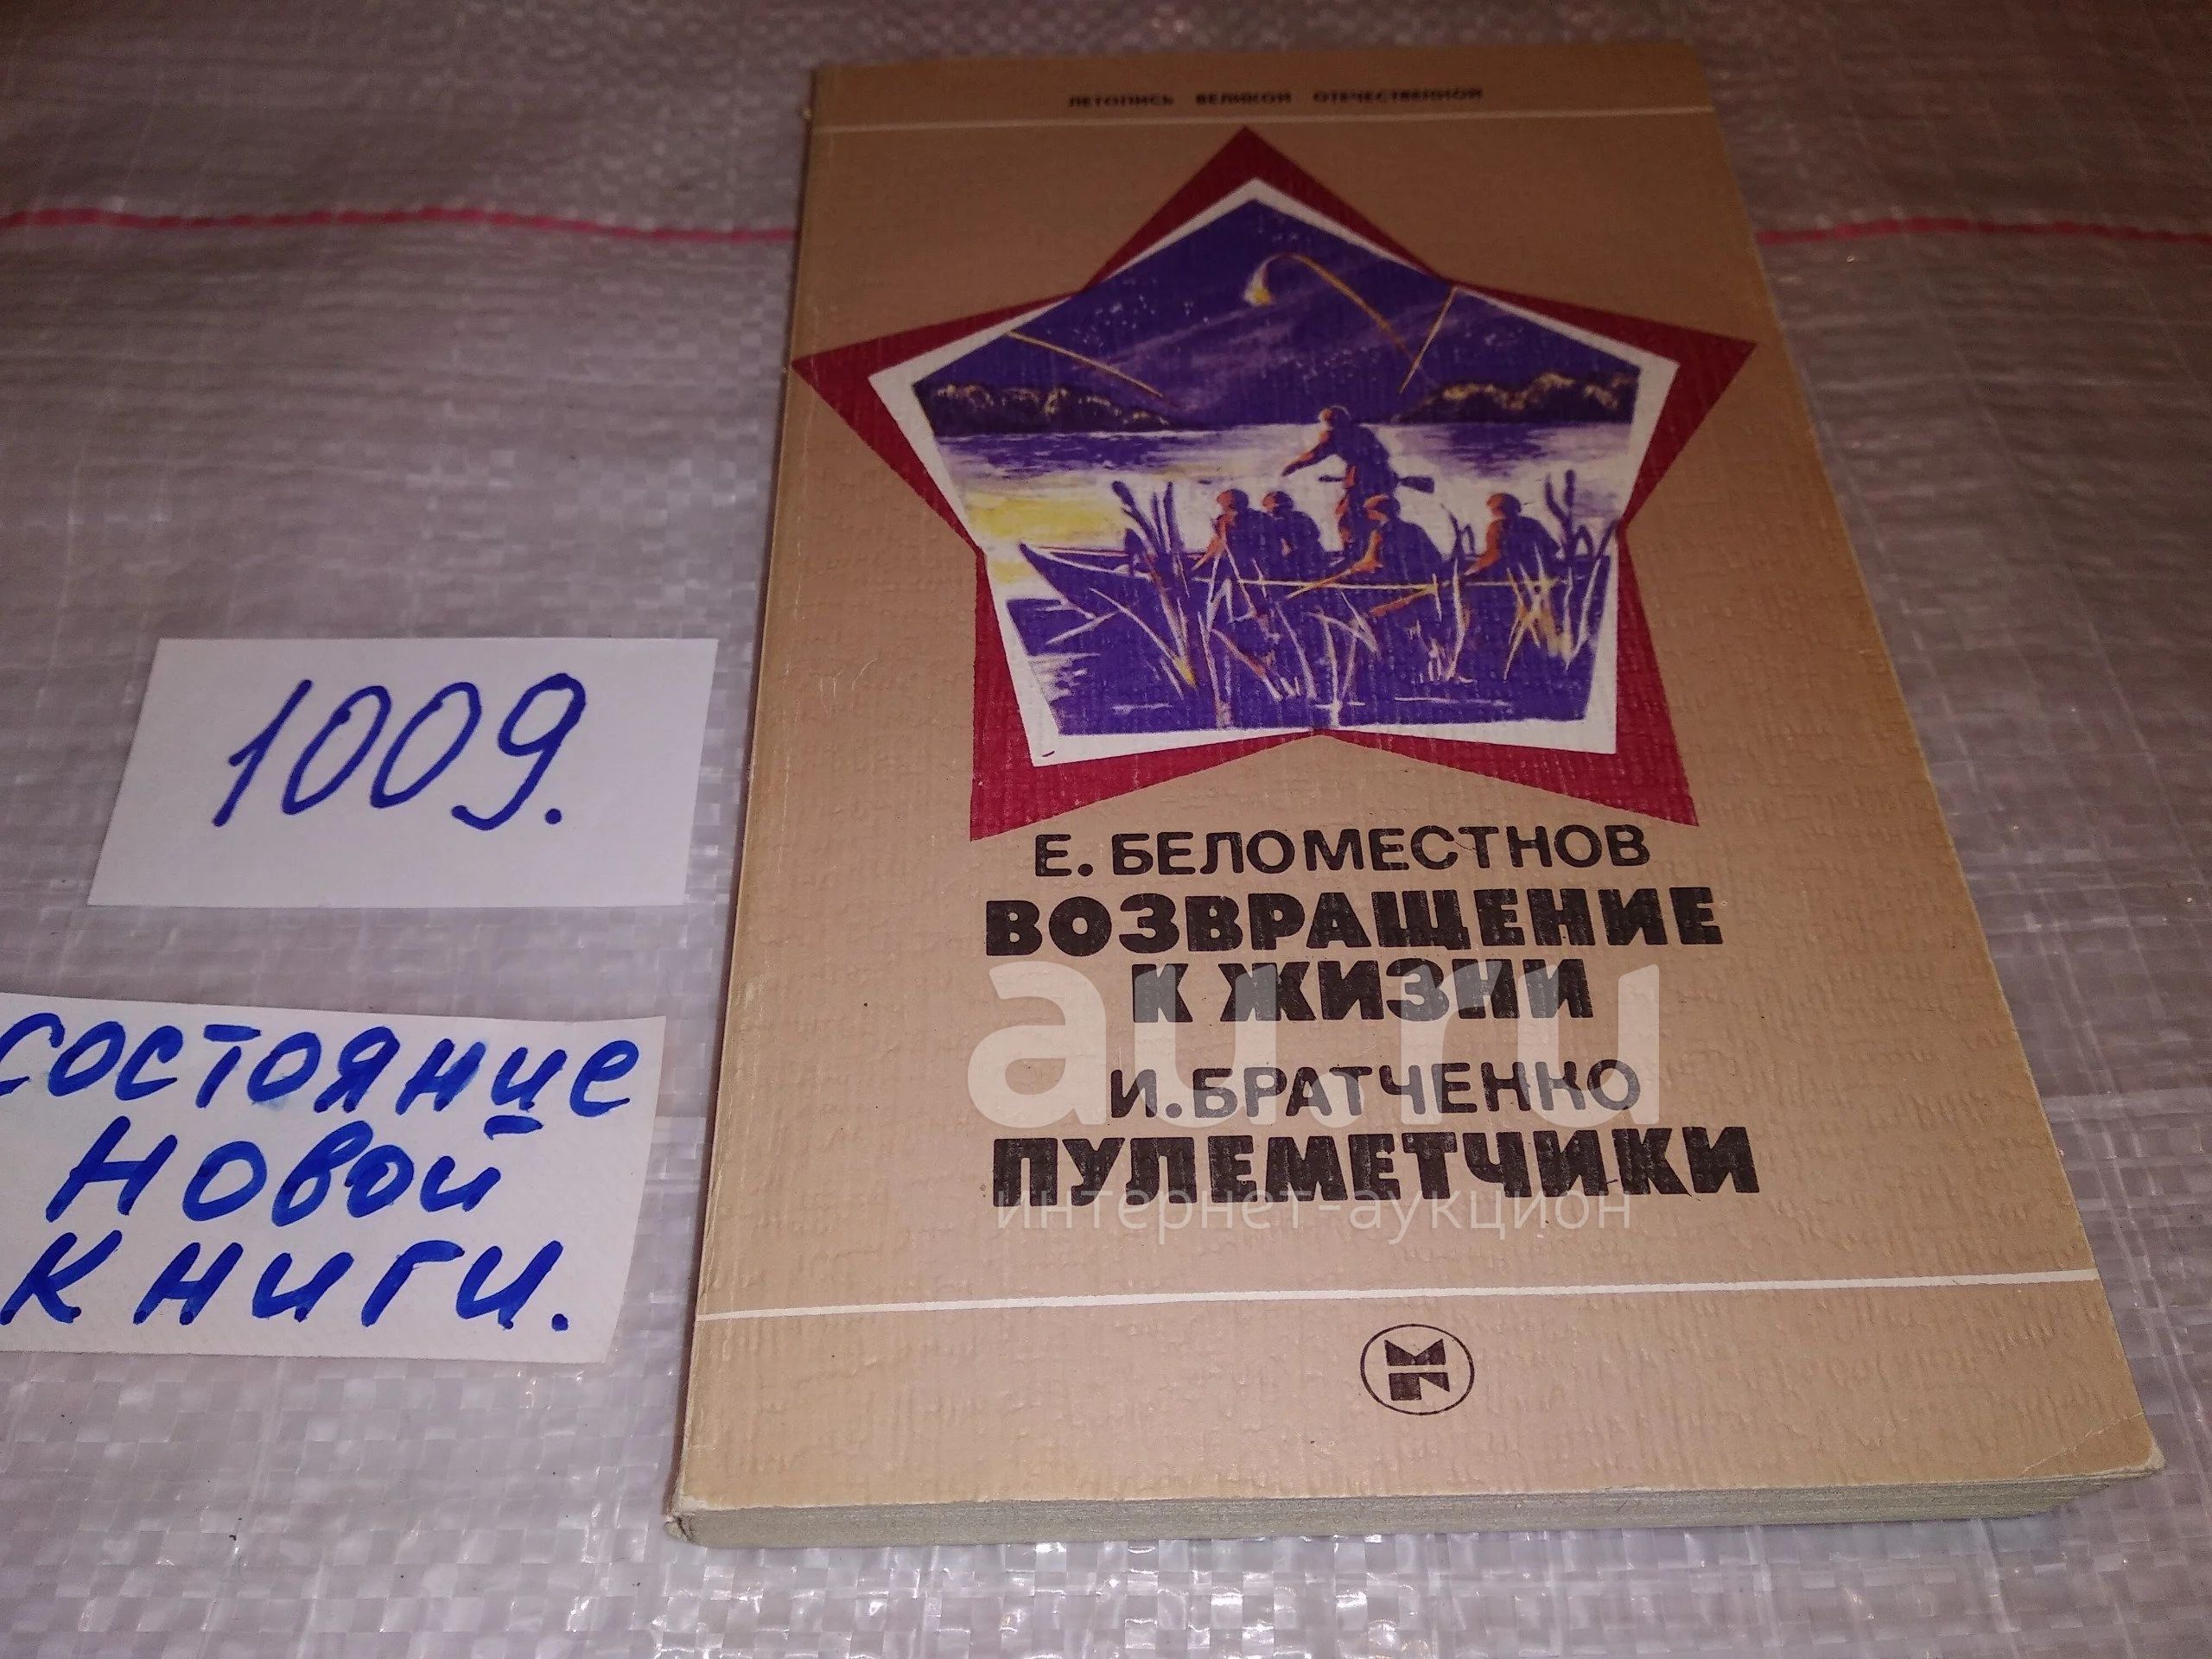 ЛЕТОПИСЬ ВЕЛИКОЙ ОТЕЧЕСТВЕННОЙ
Е. БЕЛОМЕСТНОВ
ВОЗВРАЩЕНИЕ
К ЖИЗНИ
И. БРАТЧЕНКО
ПУЛЕМЕТЧИКИ
au.ru
интернет-аукцион
1009.
состояние
новой
книги.